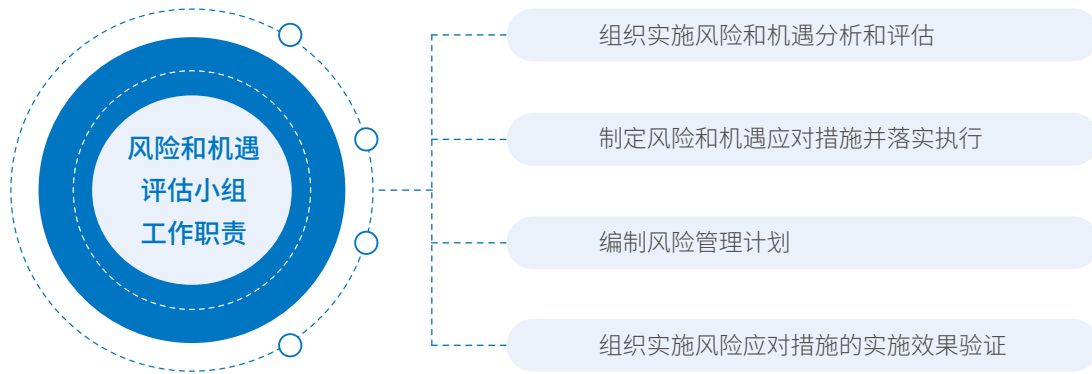 风险和机遇
评估小组
工作职责
组织实施风险和机遇分析和评估
制定风险和机遇应对措施并落实执行
编制风险管理计划
组织实施风险应对措施的实施效果验证